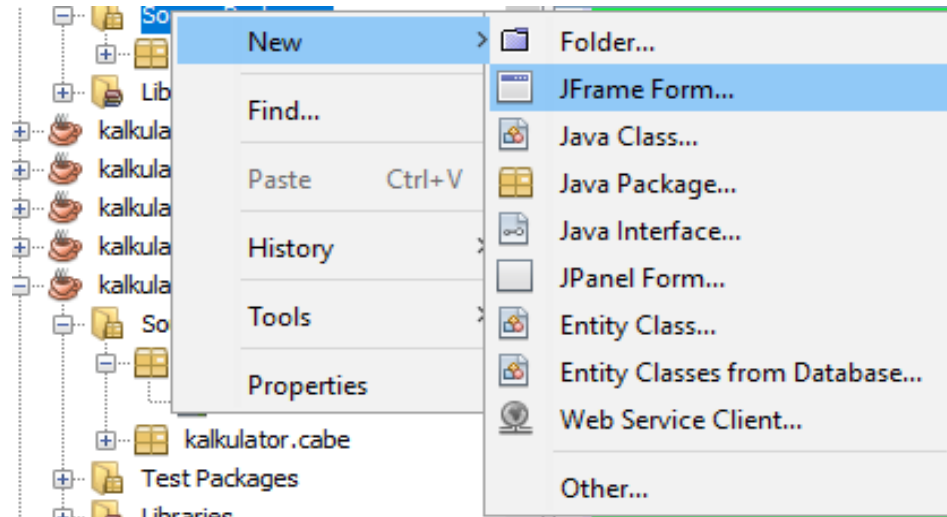 New
Find...
Paste Ctrl+V
History
Tools
Properties
Folder...
JFrame Form...
Java Class...
Java Package...
Java Interface...
JPanel Form...
Entity Class...
Entity Classes from Database...
Web Service Client...
Other...
So
Lib
kalkula
kalkula
kalkula
kalkula
kalkula
So
kalkulator.cabe
Test Packages
Libraries